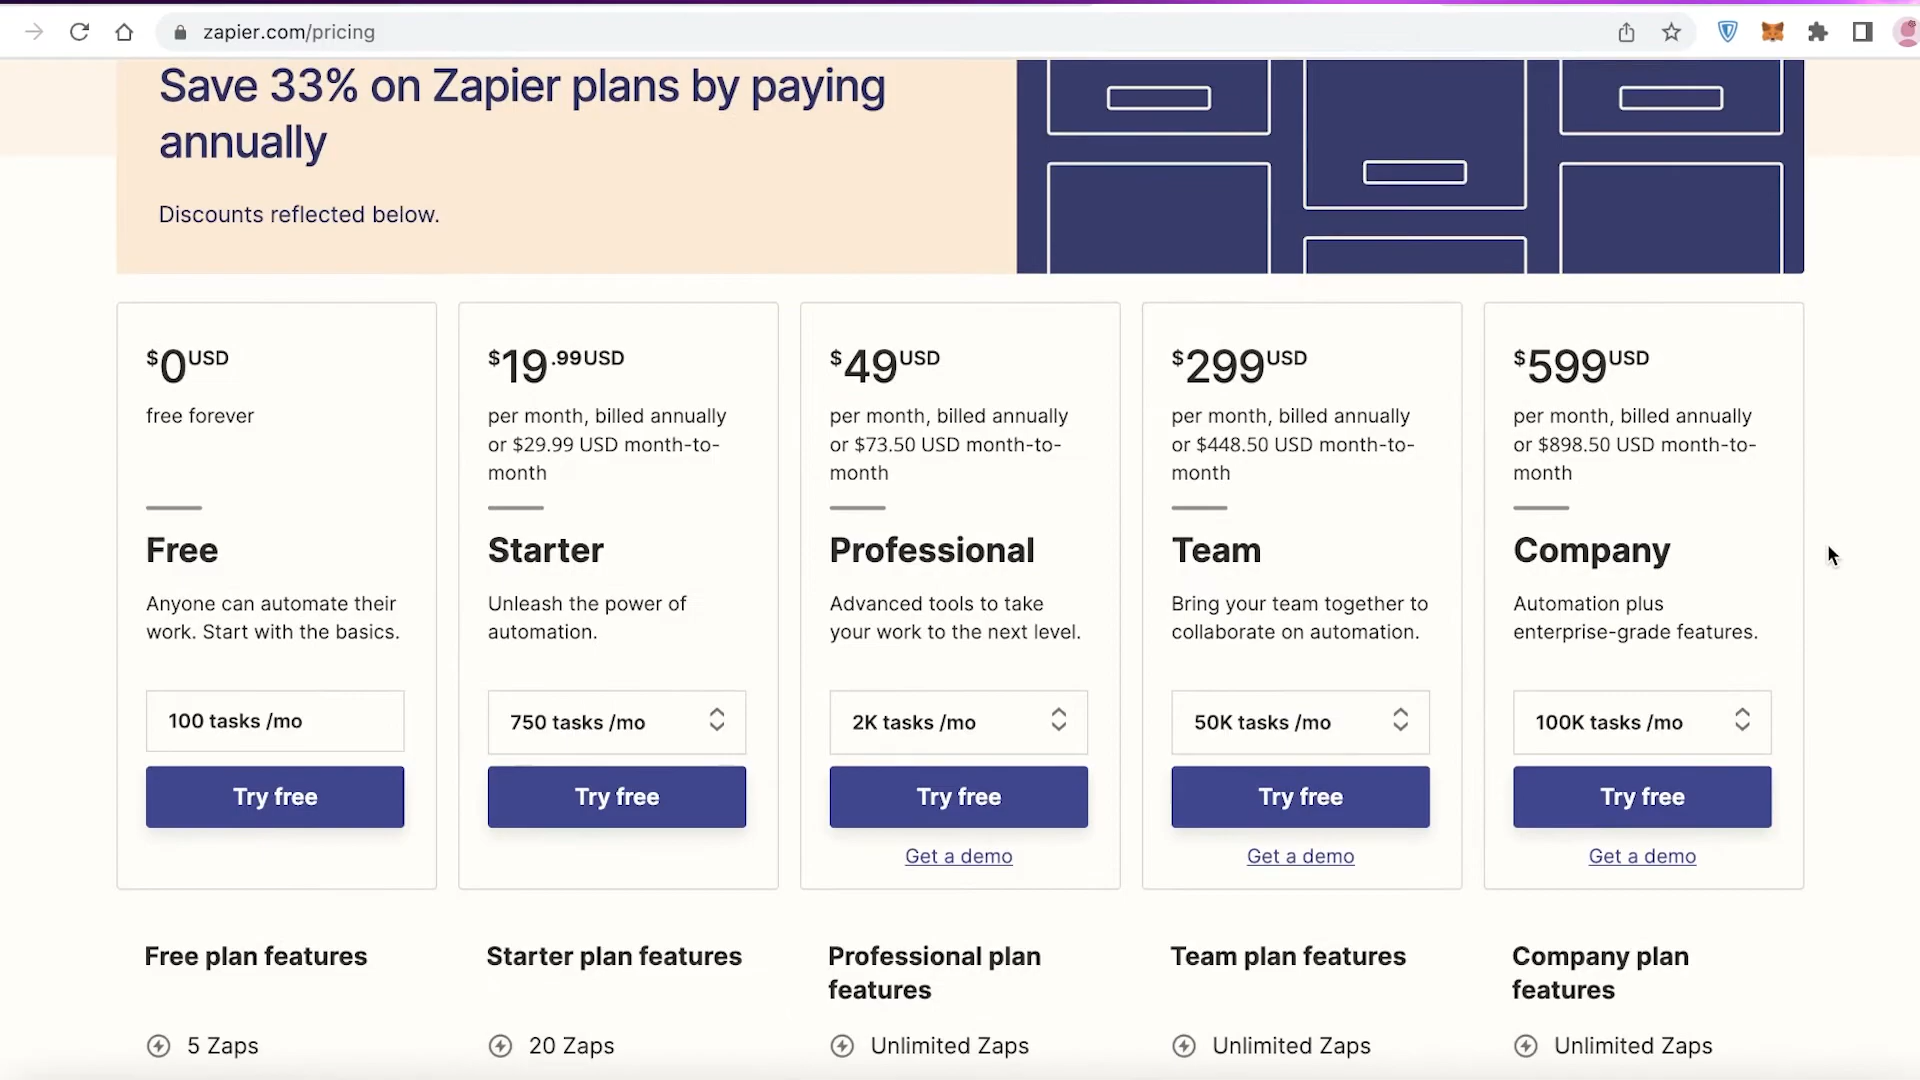 zapier.com/pricing
Save 33% on Zapier plans by paying
annually
Discounts reflected below.
$0USD
free forever
Free
Anyone can automate their
work. Start with the basics.
100 tasks /mo
Try free
$19.99USD
per month, billed annually
or $29.99 USD month-to-
month
Starter
Unleash the power of
automation.
750 tasks /mo
Try free
$49USD
per month, billed annually
or $73.50 USD month-to-
month
Professional
Advanced tools to take
your work to the next level.
2K tasks /mo
Try free
Get a demo
$299USD
per month, billed annually
or $448.50 USD month-to-
month
Team
Bring your team together to
collaborate on automation.
50K tasks /mo
Try free
Get a demo
$599USD
per month, billed annually
or $898.50 USD month-to-
month
Company
Automation plus
enterprise-grade features.
100K tasks /mo
Try free
Get a demo
Free plan features
5 Zaps
Starter plan features
20 Zaps
Professional plan
features
Unlimited Zaps
Team plan features
Unlimited Zaps
Company plan
features
Unlimited Zaps